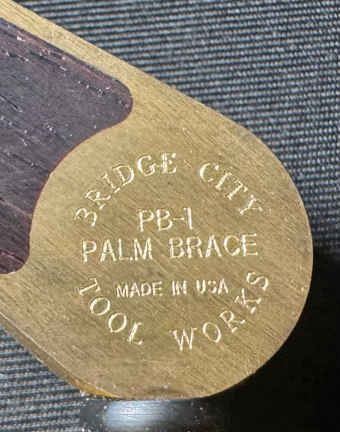 BRIDGE CITY
PB-1
PALM BRACE
MADE IN USA
TOOL WORKS